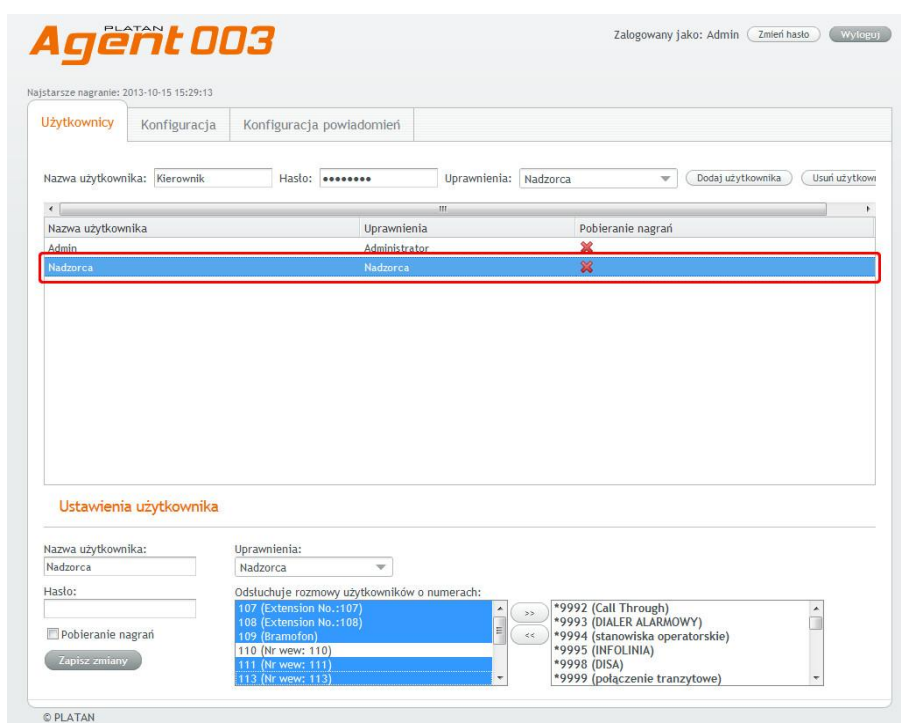 PLATAN
Agent 003
Zalogowany jako: Admin Zmień hasło Wyloguj
Najstarsze nagranie: 2013-10-15 15:29:13
Użytkownicy Konfiguracja Konfiguracja powiadomień
Nazwa użytkownika: Kierownik Hasło: •••••••• Uprawnienia: Nadzorca Dodaj użytkownika Usuń użytkown
Nazwa użytkownika Uprawnienia Pobieranie nagrań
Admin Administrator
Nadzorca Nadzorca
Ustawienia użytkownika
Nazwa użytkownika: Uprawnienia:
Nadzorca Nadzorca
Hasło: Odsłuchuje rozmowy użytkowników o numerach:
107 (Extension No.:107) >> *9992 (Call Through)
108 (Extension No.:108) *9993 (DIALER ALARMOWY)
Pobieranie nagrań 109 (Bramofon) << *9994 (stanowiska operatorskie)
110 (Nr wew: 110) *9995 (INFOLINIA)
Zapisz zmiany 111 (Nr wew: 111) *9998 (DISA)
113 (Nr wew: 113) *9999 (połączenie tranzytowe)
© PLATAN